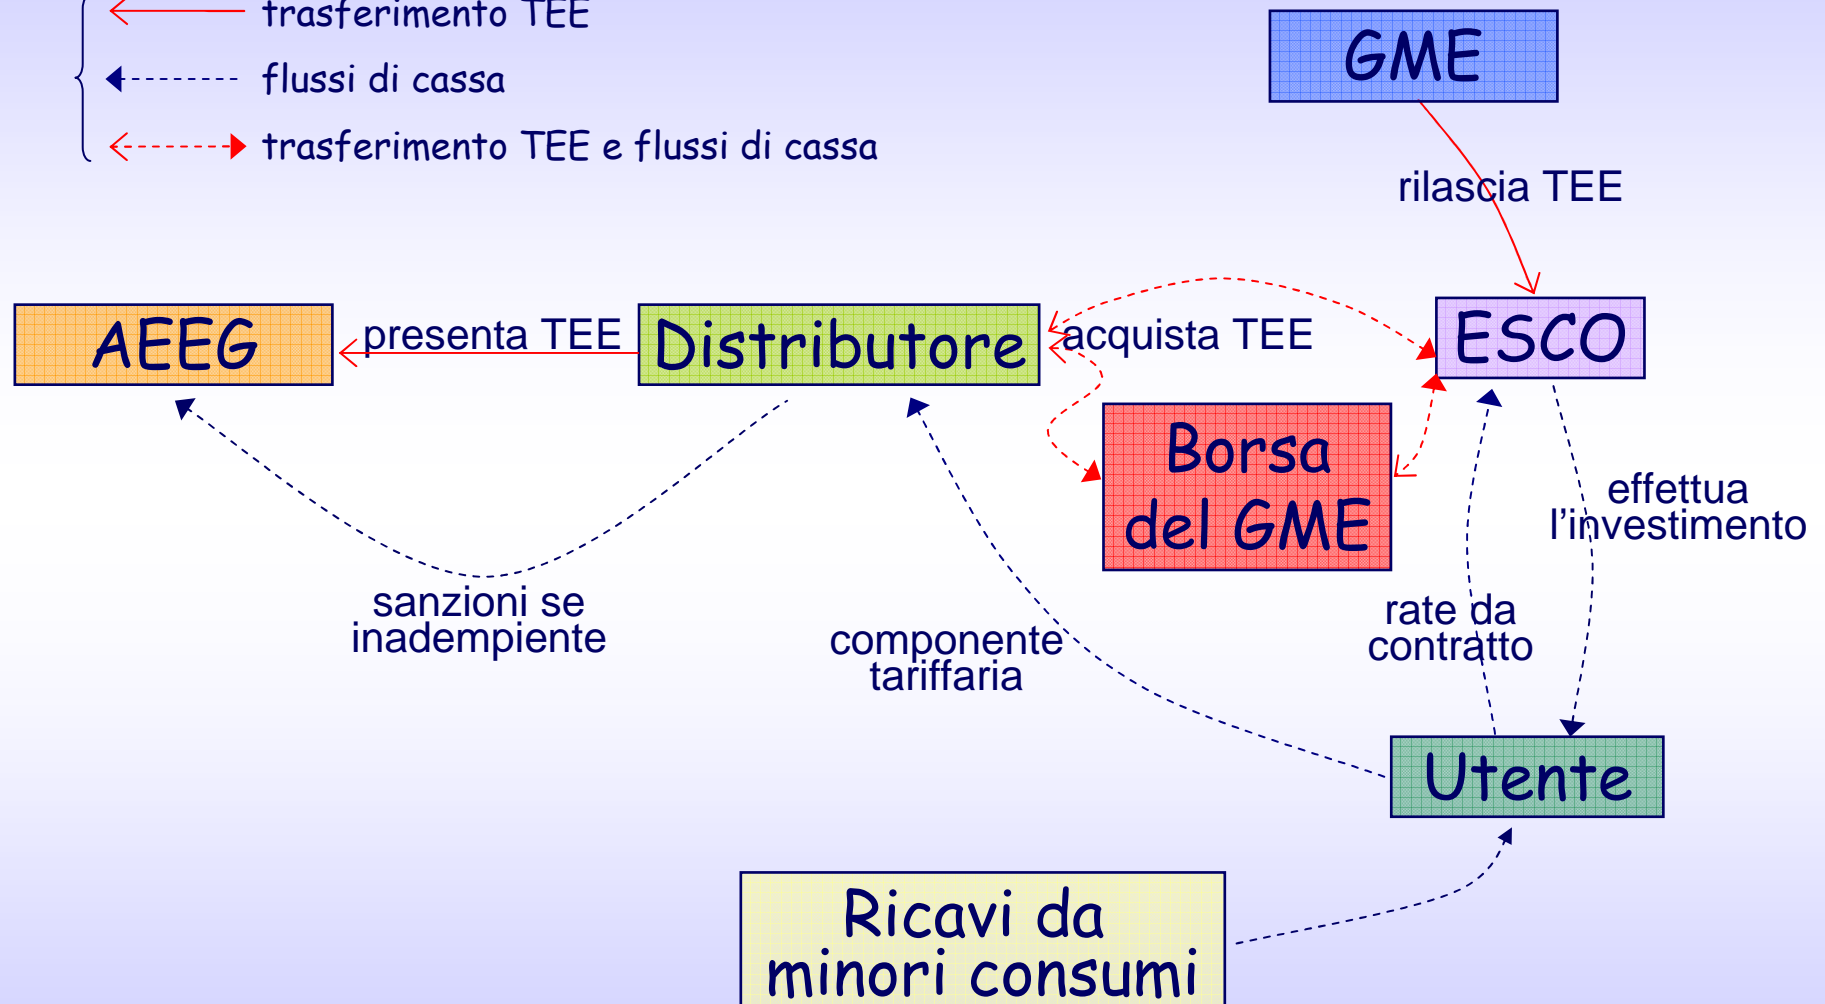 trasferimento TEE
flussi di cassa
trasferimento TEE e flussi di cassa
GME
rilascia TEE
AEEG
presenta TEE
Distributore
acquista TEE
ESCO
Borsa
del GME
effettua
l’investimento
sanzioni se
inadempiente
componente
tariffaria
rate da
contratto
Utente
Ricavi da
minori consumi